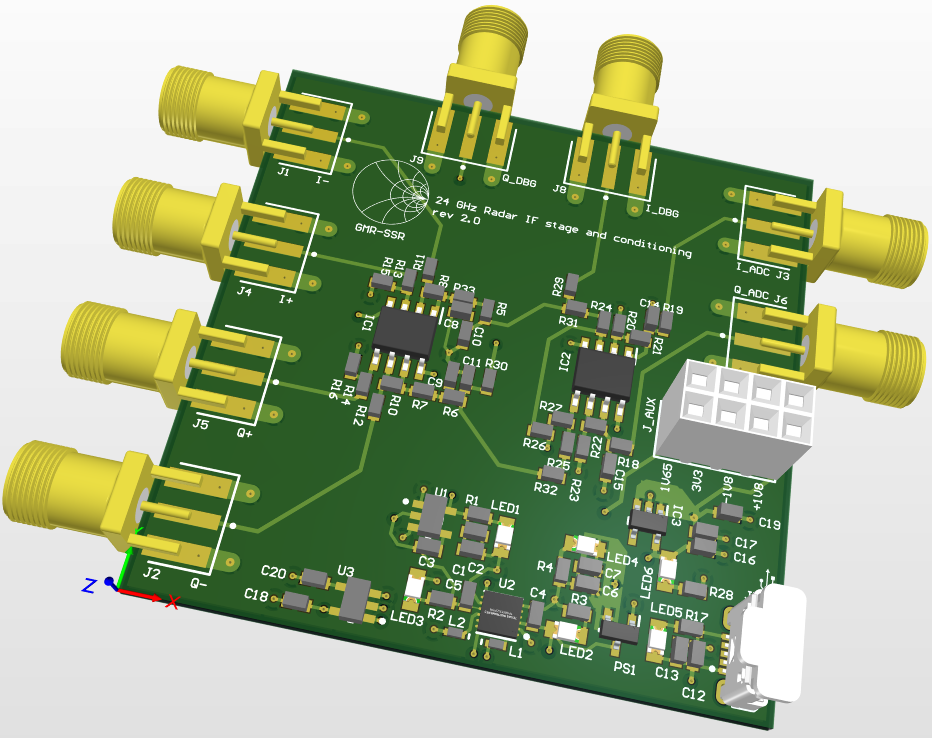 J9
Q_DBG
J8
I_DBG
J1
I-
24 GHz Radar IF stage and conditioning
rev 2.0
GMR-SSR
I_ADC J3
Q_ADC J6
J4
I+
R15
R13
R11
R33
R5
IC1
C8
C10
R29
R31
R24
R20
C14
R19
R21
IC2
C11
R30
C9
R16
R14
R12
R10
R7
R6
J5
Q+
J_AUX
R27
R26
R25
R22
R18
R32
R23
C15
1V65
3V3
-1V8
+1V8
U1
R1
LED1
IC3
C19
C17
C16
C3
C1
C2
J2
Q-
C20
C18
U3
LED3
C5
R2
L2
U2
C4
L1
R4
LED4
C7
C6
R3
LED2
PS1
LED6
R28
LED5
R17
C13
C12
Z
X